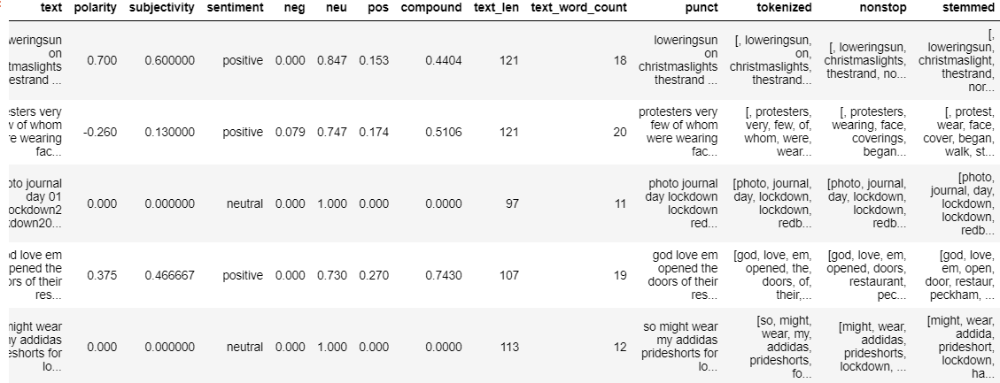 text polarity subjectivity sentiment neg neu pos compound text_len text_word_count punct tokenized nonstop stemmed
weringsun on tmaslights estrand ... 0.700 0.600000 positive 0.000 0.847 0.153 0.4404 121 18 loweringsun on christmaslights thestrand ... [, loweringsun, on, christmaslights, thestrand... [, loweringsun, christmaslights, thestrand, no... [, loweringsun, christmaslight, thestrand, nor...
sters very w of whom e wearing fac... -0.260 0.130000 positive 0.079 0.747 0.174 0.5106 121 20 protesters very few of whom were wearing fac... [, protesters, very, few, of, whom, were, wear... [, protesters, wearing, face, coverings, began... [, protest, wear, face, cover, began, walk, st...
oto journal day 01 ockdown2 kdown20... 0.000 0.000000 neutral 0.000 1.000 0.000 0.0000 97 11 photo journal day lockdown lockdown red... [photo, journal, day, lockdown, lockdown, redb... [photo, journal, day, lockdown, lockdown, redb... [photo, journal, day, lockdown, lockdown, redb...
d love em pened the rs of their res... 0.375 0.466667 positive 0.000 0.730 0.270 0.7430 107 19 god love em opened the doors of their res... [god, love, em, opened, the, doors, of, their,... [god, love, em, opened, doors, restaurant, pec... [god, love, em, open, door, restaur, peckham, ...
might wear y addidas eshorts for lo... 0.000 0.000000 neutral 0.000 1.000 0.000 0.0000 113 12 so might wear my addidas prideshorts for lo... [so, might, wear, my, addidas, prideshorts, fo... [might, wear, addidas, prideshorts, lockdown, ... [might, wear, addida, prideshort, lockdown, ha...